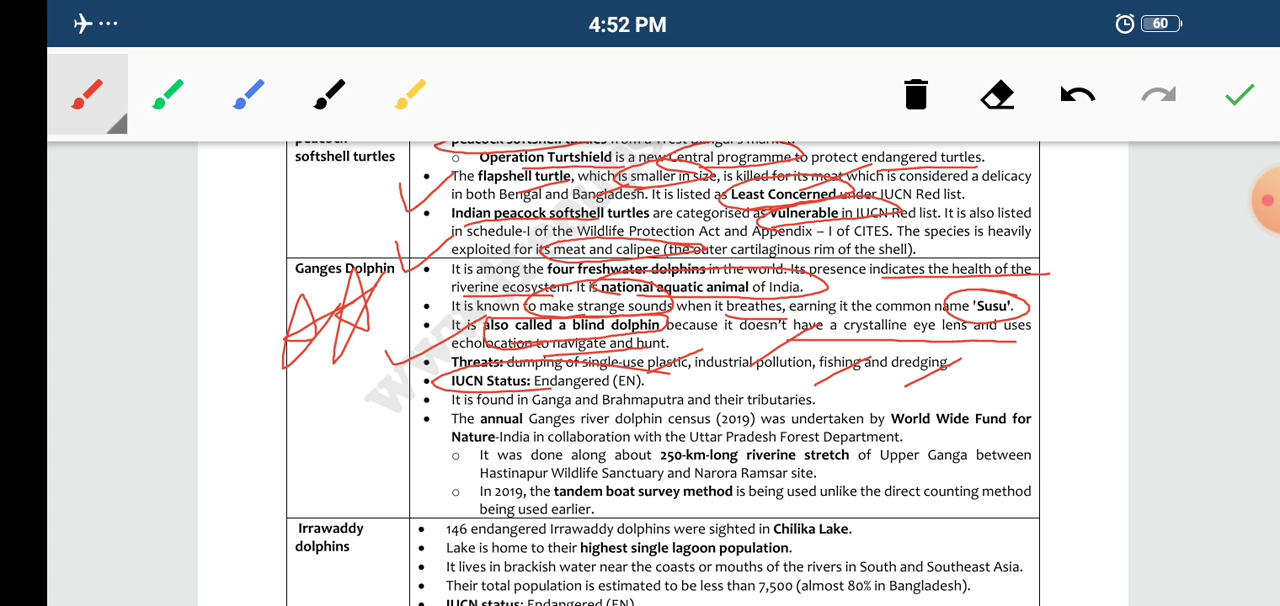 4:52 PM
60
peacock
softshell turtles
peacock softshell turtles from a West Bengal's market.
o Operation Turtshield is a new Central programme to protect endangered turtles.
• The flapshell turtle, which is smaller in size, is killed for its meat which is considered a delicacy
in both Bengal and Bangladesh. It is listed as Least Concerned under IUCN Red list.
• Indian peacock softshell turtles are categorised as Vulnerable in IUCN Red list. It is also listed
in schedule-I of the Wildlife Protection Act and Appendix – I of CITES. The species is heavily
exploited for its meat and calipee (the outer cartilaginous rim of the shell).
Ganges Dolphin
• It is among the four freshwater dolphins in the world. Its presence indicates the health of the
riverine ecosystem. It is national aquatic animal of India.
• It is known to make strange sounds when it breathes, earning it the common name 'Susu'.
• It is also called a blind dolphin because it doesn't have a crystalline eye lens and uses
echolocation to navigate and hunt.
• Threats: dumping of single-use plastic, industrial pollution, fishing and dredging.
• IUCN Status: Endangered (EN).
• It is found in Ganga and Brahmaputra and their tributaries.
• The annual Ganges river dolphin census (2019) was undertaken by World Wide Fund for
Nature-India in collaboration with the Uttar Pradesh Forest Department.
o It was done along about 250-km-long riverine stretch of Upper Ganga between
Hastinapur Wildlife Sanctuary and Narora Ramsar site.
o In 2019, the tandem boat survey method is being used unlike the direct counting method
being used earlier.
Irrawaddy
dolphins
• 146 endangered Irrawaddy dolphins were sighted in Chilika Lake.
• Lake is home to their highest single lagoon population.
• It lives in brackish water near the coasts or mouths of the rivers in South and Southeast Asia.
• Their total population is estimated to be less than 7,500 (almost 80% in Bangladesh).
• IUCN status: Endangered (EN)